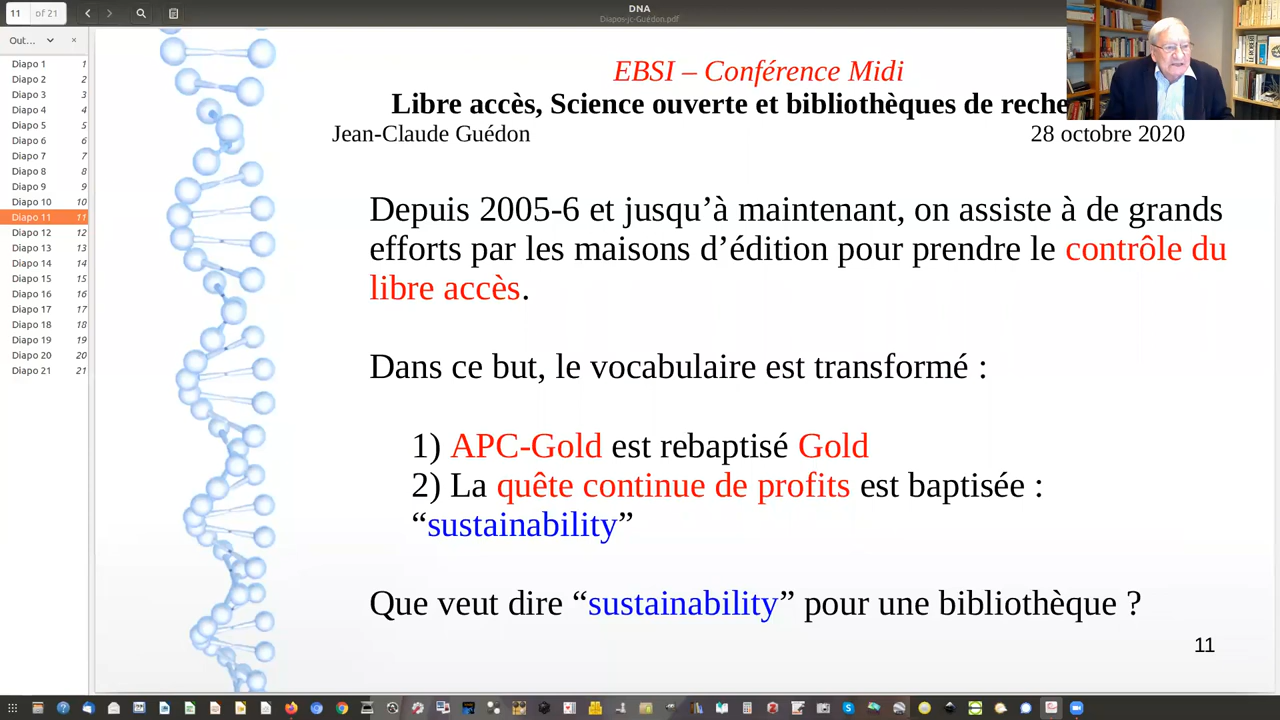 11 of 21
DNA
Diapos-jc-Guédon.pdf
Out...
Diapo 1 1
Diapo 2 2
Diapo 3 3
Diapo 4 4
Diapo 5 5
Diapo 6 6
Diapo 7 7
Diapo 8 8
Diapo 9 9
Diapo 10 10
Diapo 11 11
Diapo 12 12
Diapo 13 13
Diapo 14 14
Diapo 15 15
Diapo 16 16
Diapo 17 17
Diapo 18 18
Diapo 19 19
Diapo 20 20
Diapo 21 21
EBSI – Conférence Midi
Libre accès, Science ouverte et bibliothèques de reche
Jean-Claude Guédon 28 octobre 2020
Depuis 2005-6 et jusqu’à maintenant, on assiste à de grands
efforts par les maisons d’édition pour prendre le contrôle du
libre accès.
Dans ce but, le vocabulaire est transformé :
1) APC-Gold est rebaptisé Gold
2) La quête continue de profits est baptisée :
“sustainability”
Que veut dire “sustainability” pour une bibliothèque ?
11